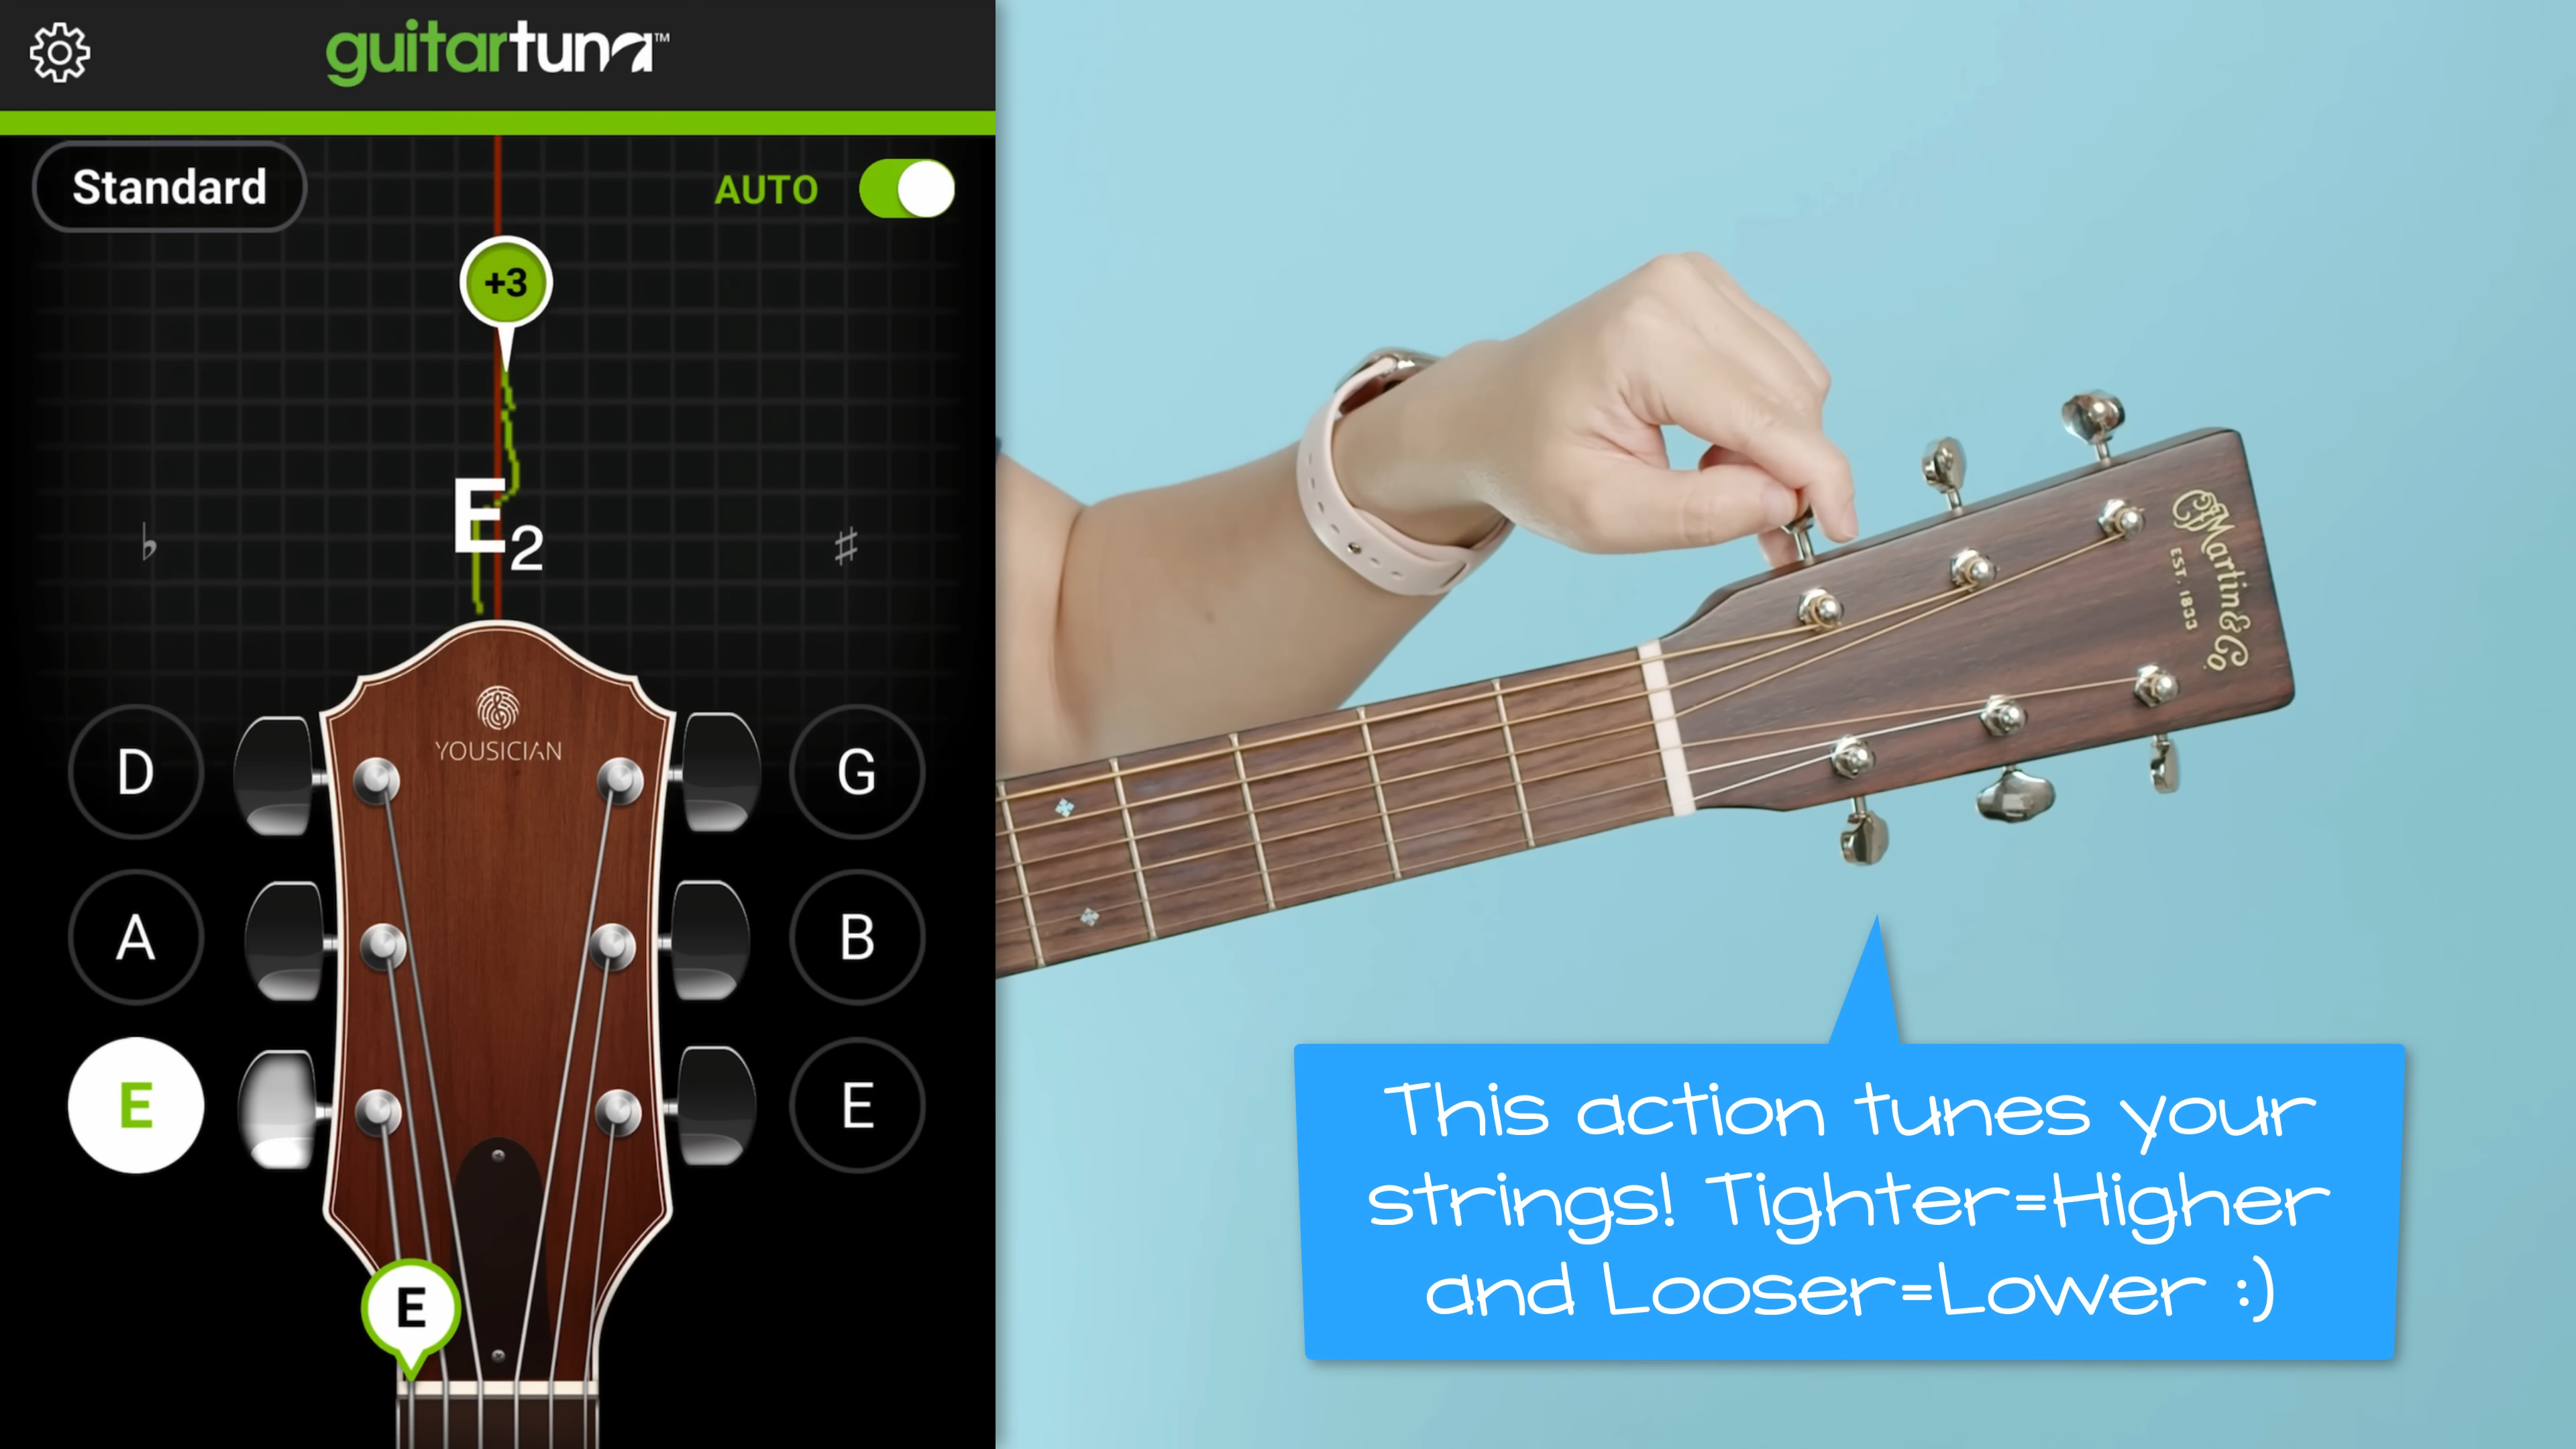 guitartuna™
Standard
AUTO
+3
E2
♭
♯
YOUSICIAN
D
G
A
B
E
E
E
C.F. Martin & Co.
EST. 1833
This action tunes your
strings! Tighter=Higher
and Looser=Lower :)